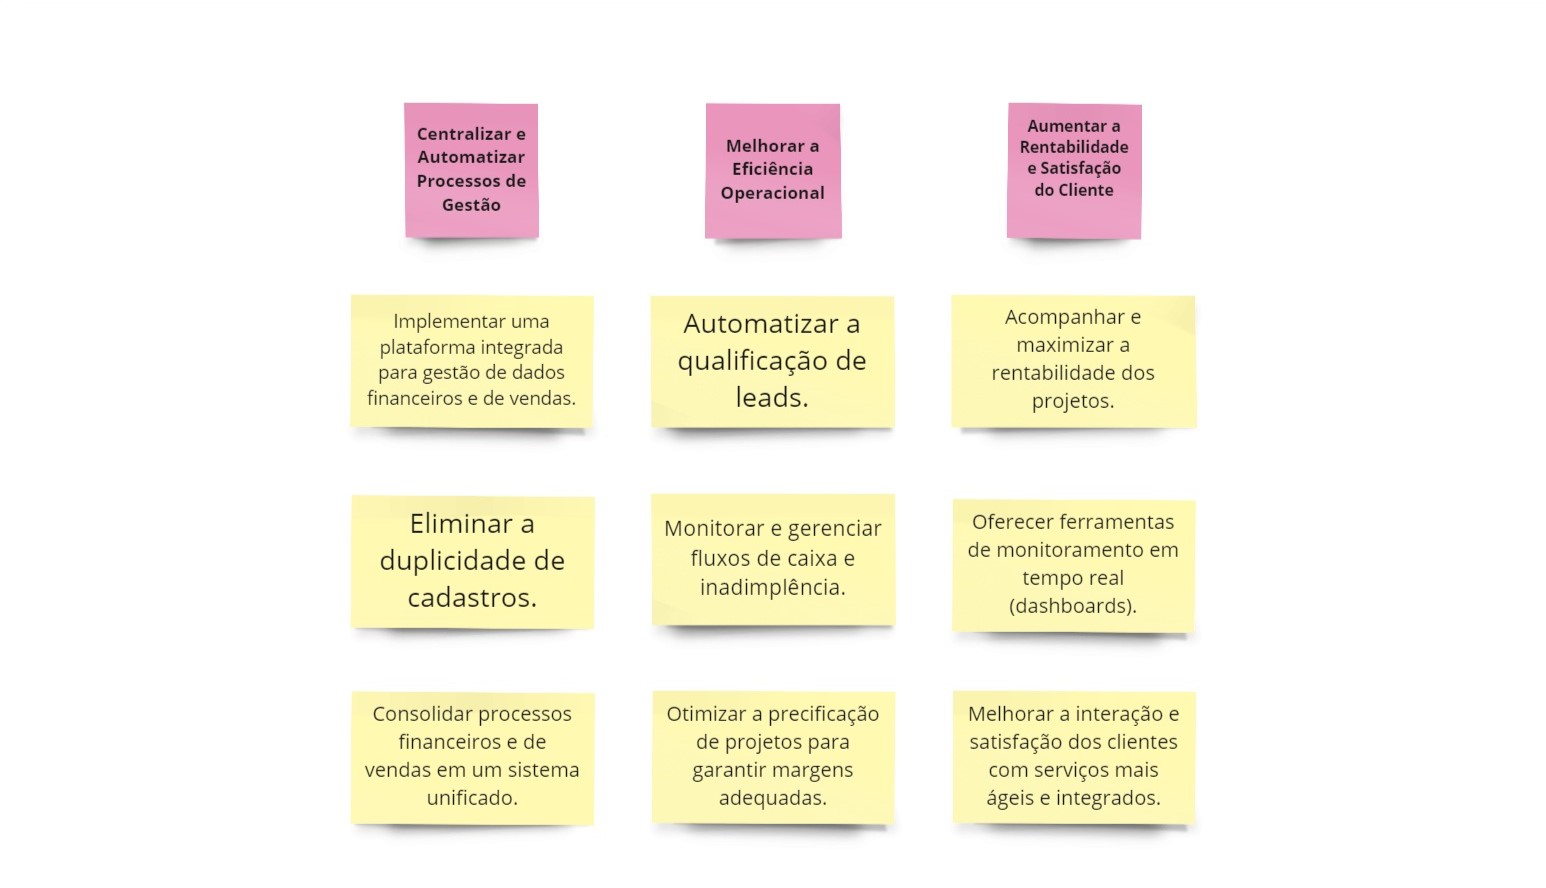 Centralizar e
Automatizar
Processos de
Gestão
Melhorar a
Eficiência
Operacional
Aumentar a
Rentabilidade
e Satisfação
do Cliente
Implementar uma
plataforma integrada
para gestão de dados
financeiros e de vendas.
Automatizar a
qualificação de
leads.
Acompanhar e
maximizar a
rentabilidade dos
projetos.
Eliminar a
duplicidade de
cadastros.
Monitorar e gerenciar
fluxos de caixa e
inadimplência.
Oferecer ferramentas
de monitoramento em
tempo real
(dashboards).
Consolidar processos
financeiros e de
vendas em um sistema
unificado.
Otimizar a precificação
de projetos para
garantir margens
adequadas.
Melhorar a interação e
satisfação dos clientes
com serviços mais
ágeis e integrados.